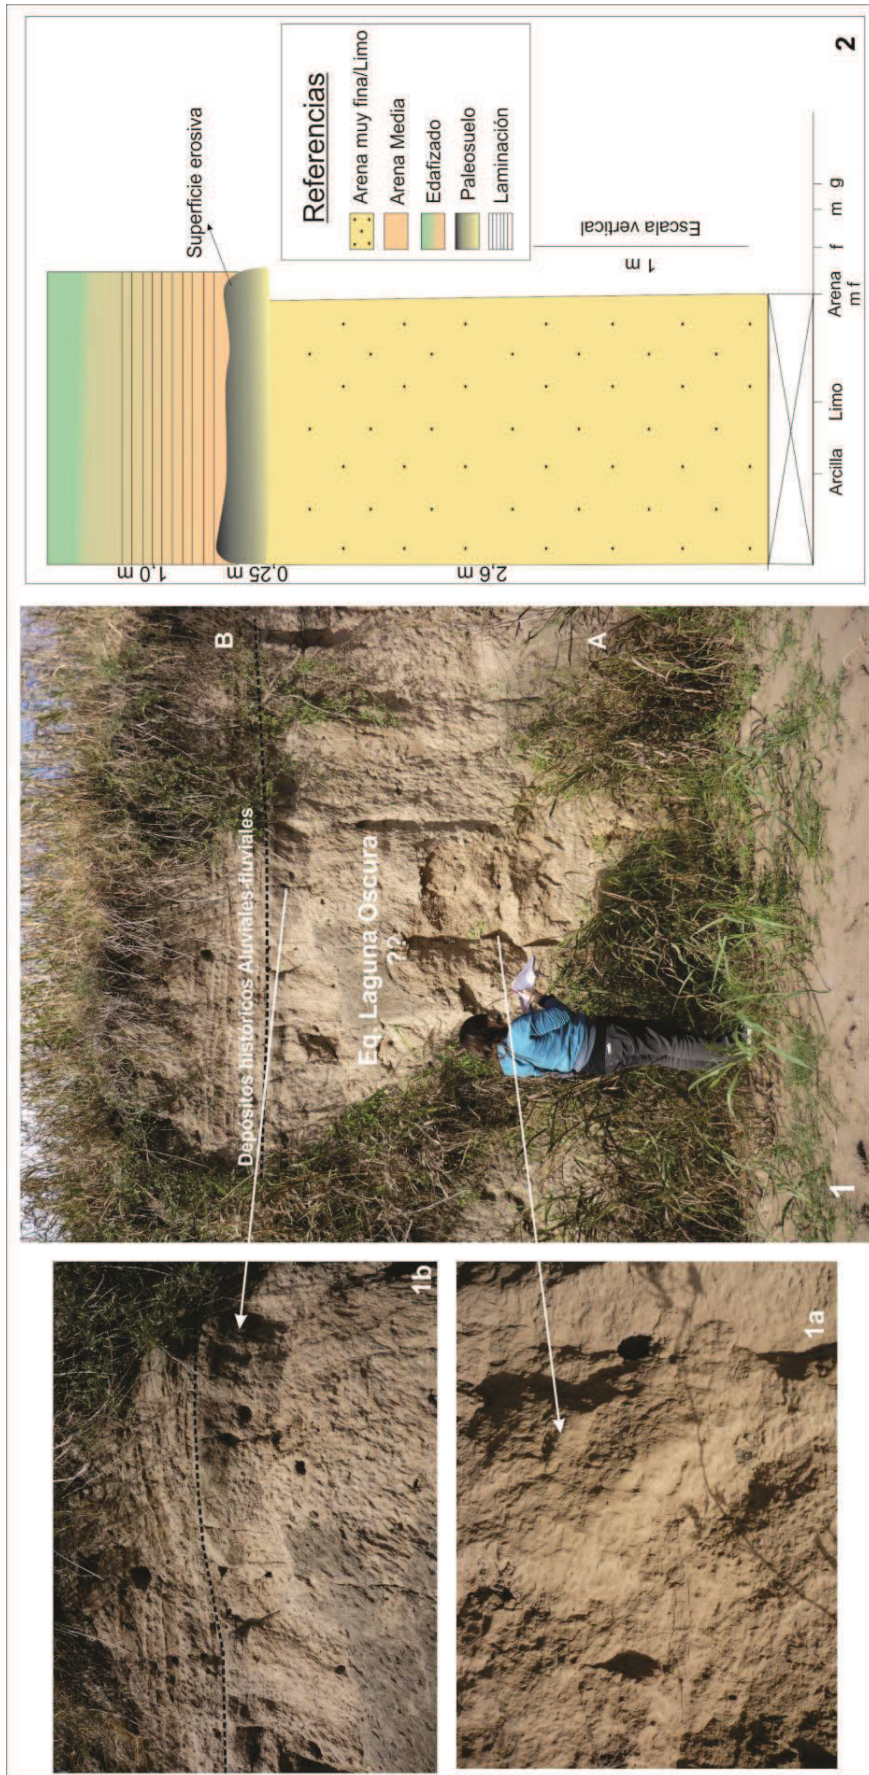 1b
1a
Depósitos históricos Aluviales-fluviales
B
Eq. Laguna Oscura
??
A
1
1,0 m
0,25 m
2,6 m
Superficie erosiva
Referencias
Arena muy fina/Limo
Arena Media
Edafizado
Paleosuelo
Laminación
1 m
Escala vertical
Arcilla
Limo
Arena
m f
f
m
g
2